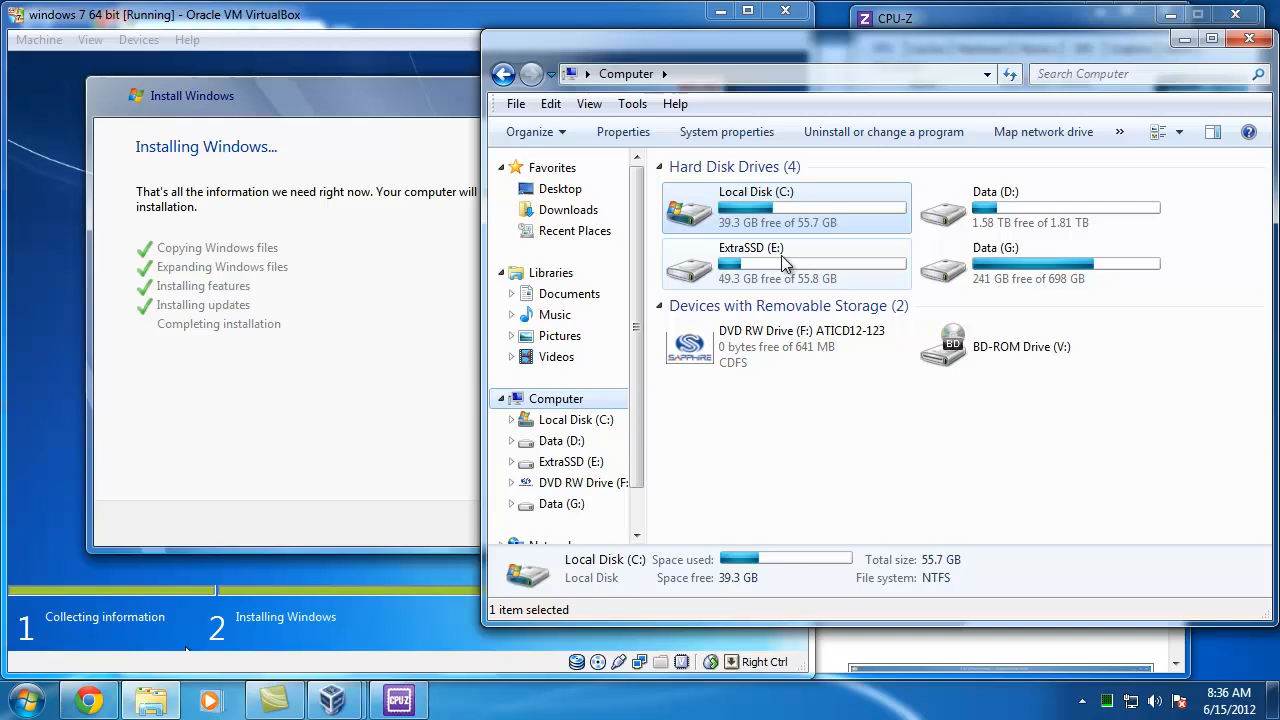 windows 7 64 bit [Running] - Oracle VM VirtualBox
Machine View Devices Help
Install Windows
Installing Windows...
That's all the information we need right now. Your computer will
installation.
Copying Windows files
Expanding Windows files
Installing features
Installing updates
Completing installation
1 Collecting information
2 Installing Windows
Right Ctrl
CPU-Z
Computer
Search Computer
File Edit View Tools Help
Organize Properties System properties Uninstall or change a program Map network drive »
Favorites
Desktop
Downloads
Recent Places
Libraries
Documents
Music
Pictures
Videos
Computer
Local Disk (C:)
Data (D:)
ExtraSSD (E:)
DVD RW Drive (F:
Data (G:)
Hard Disk Drives (4)
Local Disk (C:)
39.3 GB free of 55.7 GB
Data (D:)
1.58 TB free of 1.81 TB
ExtraSSD (E:)
49.3 GB free of 55.8 GB
Data (G:)
241 GB free of 698 GB
Devices with Removable Storage (2)
DVD RW Drive (F:) ATICD12-123
0 bytes free of 641 MB
CDFS
SAPPHIRE
BD
BD-ROM Drive (V:)
Local Disk (C:) Space used: Total size: 55.7 GB
Local Disk Space free: 39.3 GB File system: NTFS
1 item selected
CPUZ
8:36 AM
6/15/2012